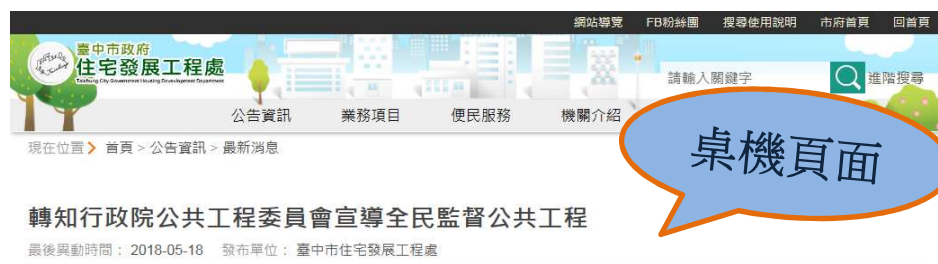 網站導覽 FB粉絲團 搜尋使用說明 市府首頁 回首頁
臺中市政府
住宅發展工程處
Taichung City Government Housing Development Department
請輸入關鍵字 進階搜尋
公告資訊 業務項目 便民服務 機關介紹
現在位置 首頁 > 公告資訊 > 最新消息
桌機頁面
轉知行政院公共工程委員會宣導全民監督公共工程
最後異動時間： 2018-05-18 發布單位： 臺中市住宅發展工程處